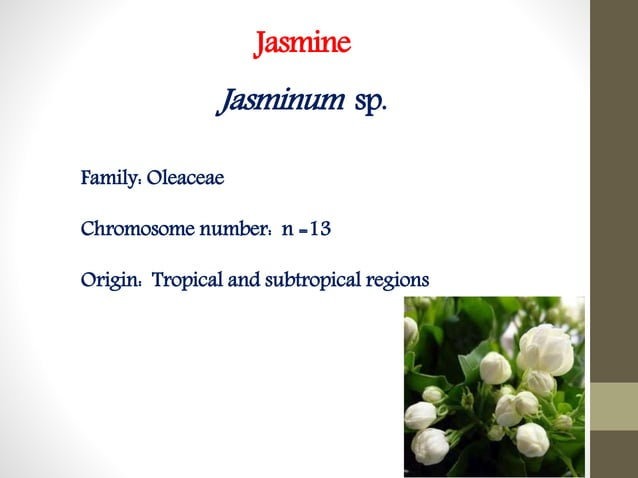 Jasmine
Jasminum sp.
Family: Oleaceae
Chromosome number: n =13
Origin: Tropical and subtropical regions